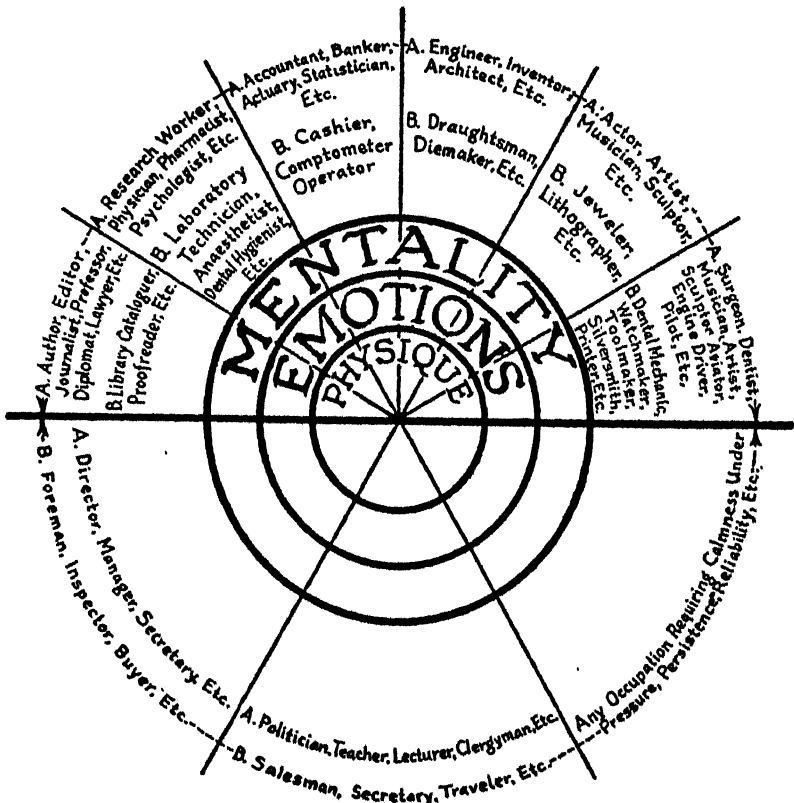 A. Author, Editor,
Journalist, Professor,
Diplomat, Lawyer, Etc.
B. Library Cataloguer,
Proofreader, Etc.
A. Research Worker,
Physician, Pharmacist,
Psychologist, Etc.
B. Laboratory
Technician,
Anaesthetist,
Dental Hygienist,
Etc.
A. Accountant, Banker,
Actuary, Statistician,
Etc.
B. Cashier,
Comptometer
Operator
A. Engineer, Inventor,
Architect, Etc.
B. Draughtsman,
Diemaker, Etc.
A. Actor, Artist,
Musician, Sculptor,
Etc.
B. Jeweler,
Lithographer,
Etc.
A. Surgeon, Dentist,
Musician, Artist,
Sculptor, Aviator,
Engine Driver,
Pilot, Etc.
B. Dental Mechanic,
Watchmaker,
Toolmaker,
Silversmith,
Printer, Etc.
MENTALITY
EMOTIONS
PHYSIQUE
A. Director, Manager, Secretary, Etc.
B. Foreman, Inspector, Buyer, Etc.
A. Politician, Teacher, Lecturer, Clergyman, Etc.
B. Salesman, Secretary, Traveler, Etc.
Any Occupation Requiring Calmness Under
Pressure, Persistence, Reliability, Etc.